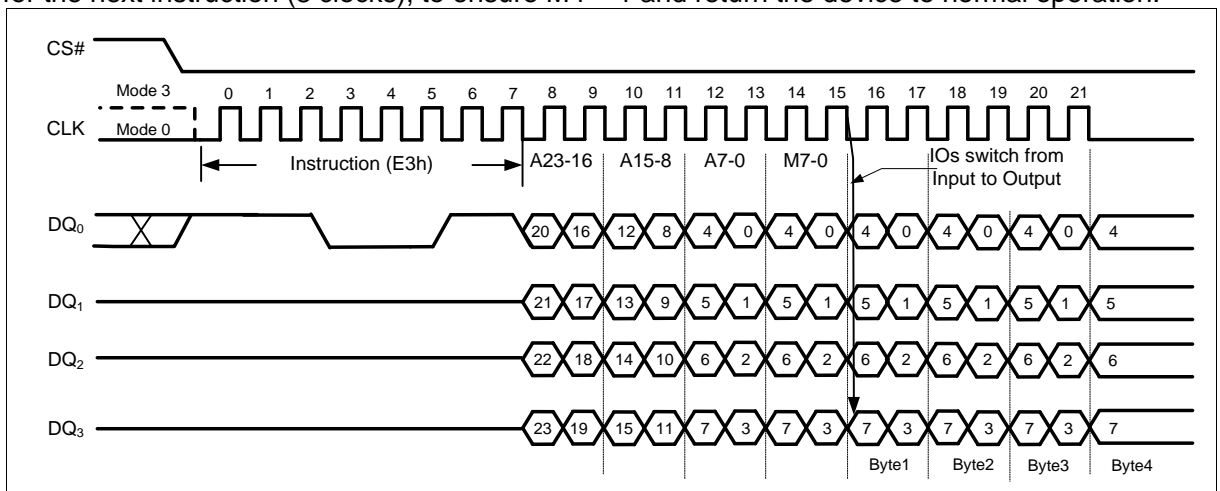 for the next instruction (8 clocks), to ensure M4 = 1 and return the device to normal operation.
CS#
Mode 3
0 1 2 3 4 5 6 7 8 9 10 11 12 13 14 15 16 17 18 19 20 21
CLK
Mode 0
Instruction (E3h) A23-16 A15-8 A7-0 M7-0
IOs switch from
Input to Output
DQ0 20 16 12 8 4 0 4 0 4 0 4 0 4 0 4
DQ1 21 17 13 9 5 1 5 1 5 1 5 1 5 1 5
DQ2 22 18 14 10 6 2 6 2 6 2 6 2 6 2 6
DQ3 23 19 15 11 7 3 7 3 7 3 7 3 7 3 7
Byte1 Byte2 Byte3 Byte4